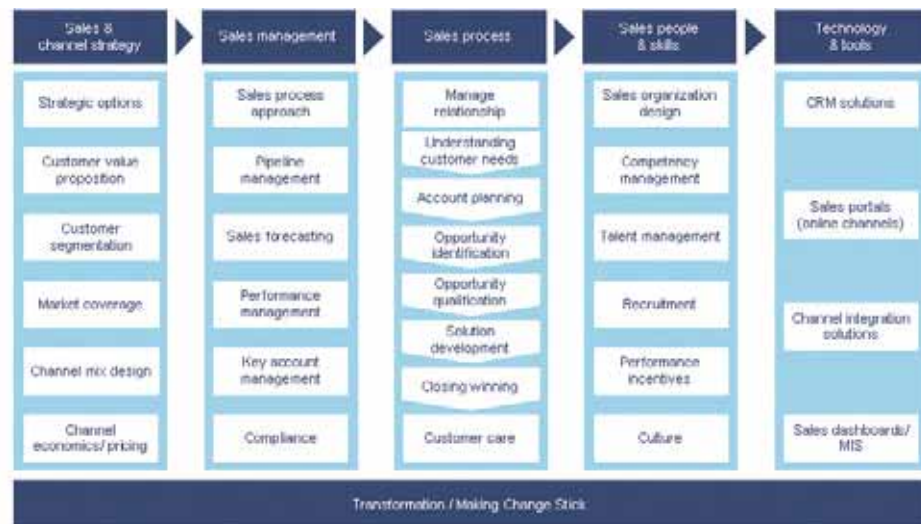 Sales &
channel strategy
Sales management
Sales process
Sales people
& skills
Technology
& tools
Strategic options
Customer value
proposition
Customer
segmentation
Market coverage
Channel mix design
Channel
economics/pricing
Sales process
approach
Pipeline
management
Sales forecasting
Performance
management
Key account
management
Compliance
Manage
relationship
Understanding
customer needs
Account planning
Opportunity
identification
Opportunity
qualification
Solution
development
Closing winning
Customer care
Sales organization
design
Competency
management
Talent management
Recruitment
Performance
incentives
Culture
CRM solutions
Sales portals
(online channels)
Channel integration
solutions
Sales dashboards/
MIS
Transformation / Making Change Stick